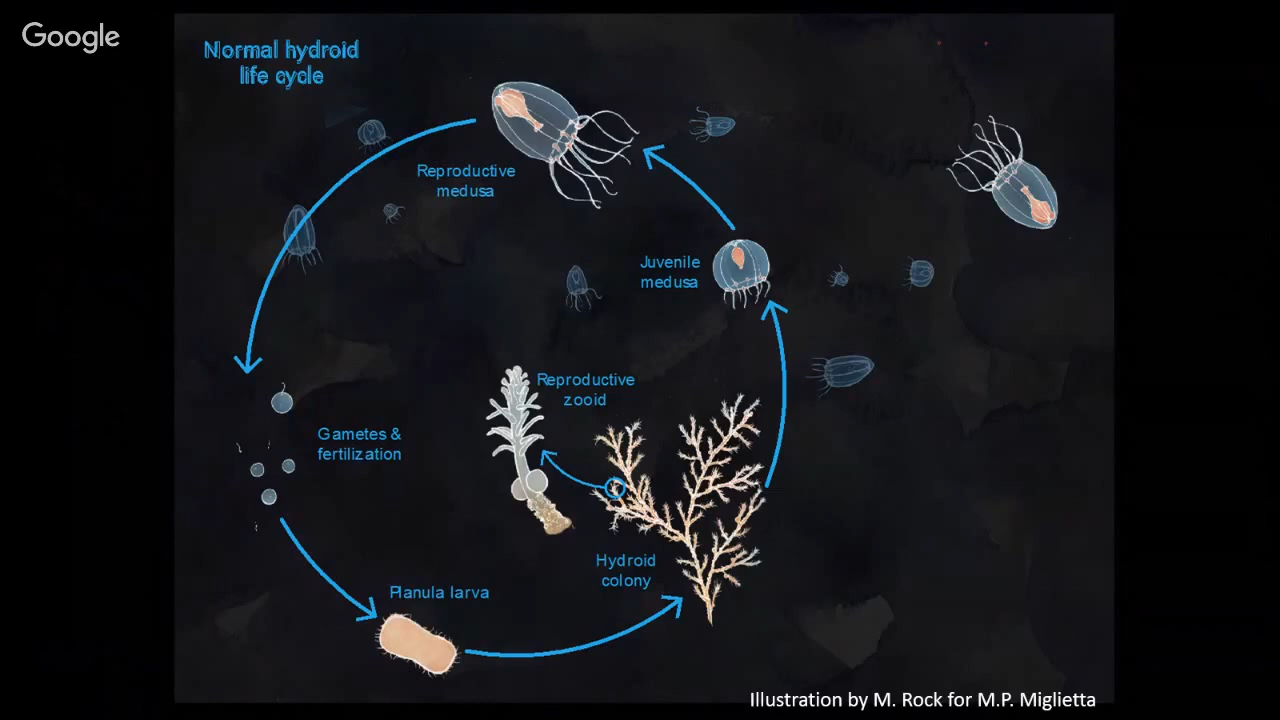 Google
Normal hydroid
life cycle
Reproductive
medusa
Juvenile
medusa
Reproductive
zooid
Gametes &
fertilization
Hydroid
colony
Planula larva
Illustration by M. Rock for M.P. Miglietta